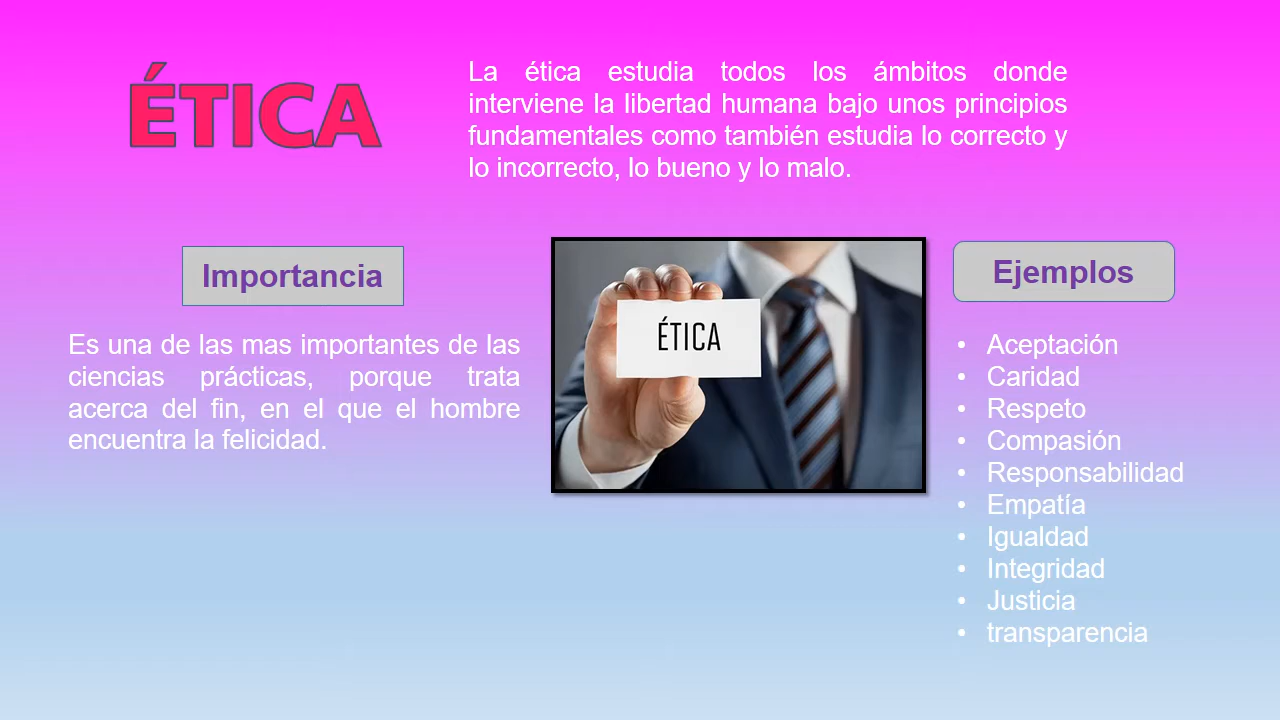 ÉTICA
La ética estudia todos los ámbitos donde
interviene la libertad humana bajo unos principios
fundamentales como también estudia lo correcto y
lo incorrecto, lo bueno y lo malo.
Importancia
Es una de las mas importantes de las
ciencias prácticas, porque trata
acerca del fin, en el que el hombre
encuentra la felicidad.
ÉTICA
Ejemplos
• Aceptación
• Caridad
• Respeto
• Compasión
• Responsabilidad
• Empatía
• Igualdad
• Integridad
• Justicia
• transparencia